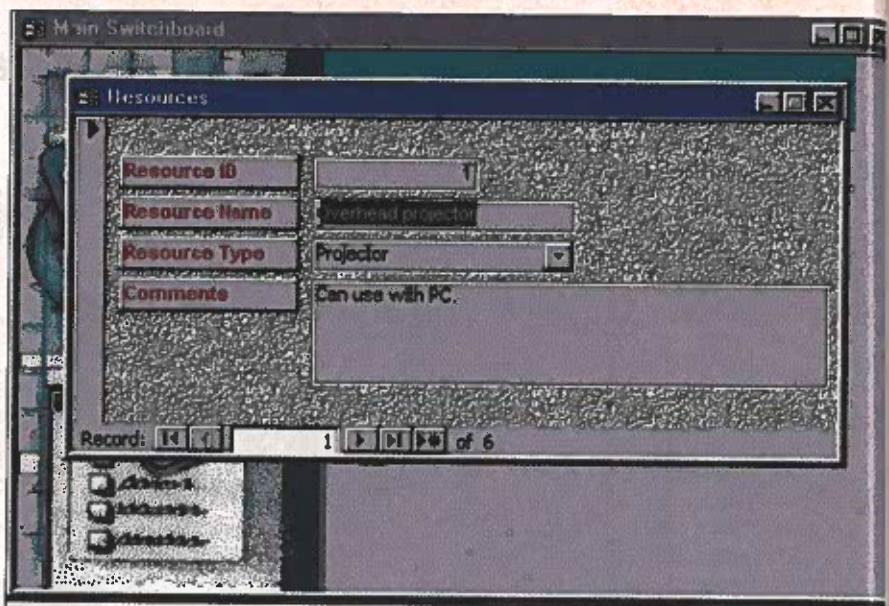 Main Switchboard
Resources
Resource ID 1
Resource Name Overhead projector
Resource Type Projector
Comments Can use with PC.
Record: 1 of 6